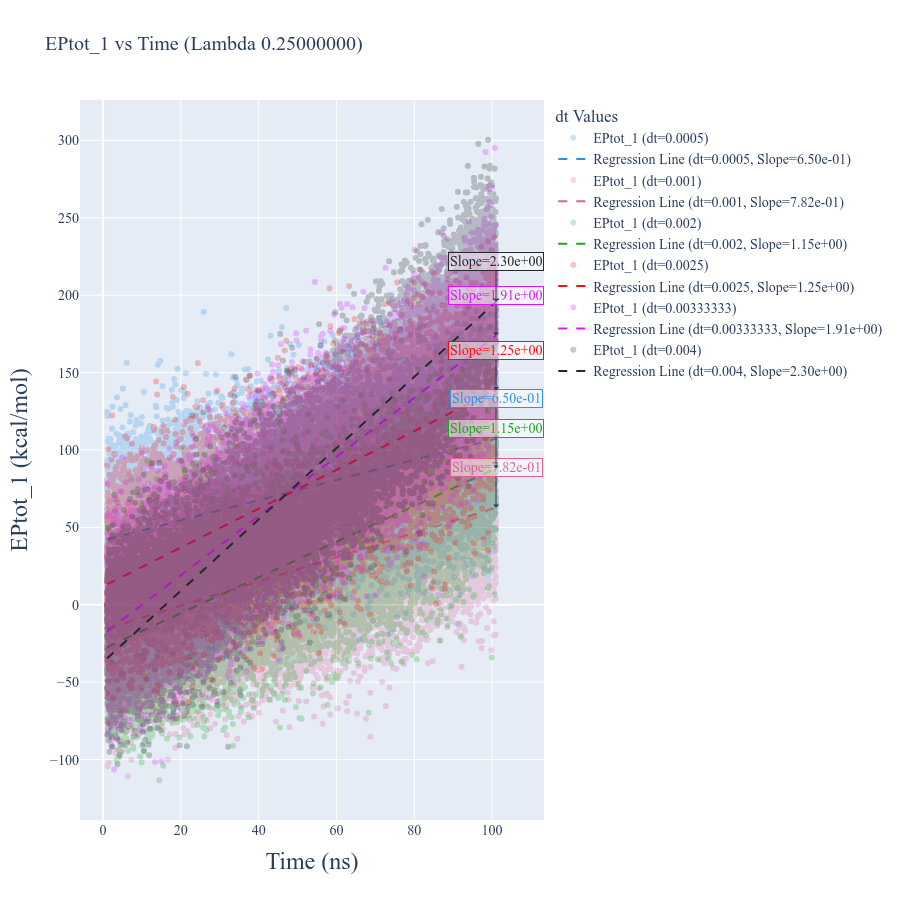 EPtot_1 vs Time (Lambda 0.25000000)
dt Values
EPtot_1 (dt=0.0005)
Regression Line (dt=0.0005, Slope=6.50e-01)
EPtot_1 (dt=0.001)
Regression Line (dt=0.001, Slope=7.82e-01)
EPtot_1 (dt=0.002)
Regression Line (dt=0.002, Slope=1.15e+00)
EPtot_1 (dt=0.0025)
Regression Line (dt=0.0025, Slope=1.25e+00)
EPtot_1 (dt=0.00333333)
Regression Line (dt=0.00333333, Slope=1.91e+00)
EPtot_1 (dt=0.004)
Regression Line (dt=0.004, Slope=2.30e+00)
Slope=2.30e+00
Slope=1.91e+00
Slope=1.25e+00
Slope=6.50e-01
Slope=1.15e+00
Slope=7.82e-01
300
250
200
150
100
50
0
−50
−100
EPtot_1 (kcal/mol)
0 20 40 60 80 100
Time (ns)